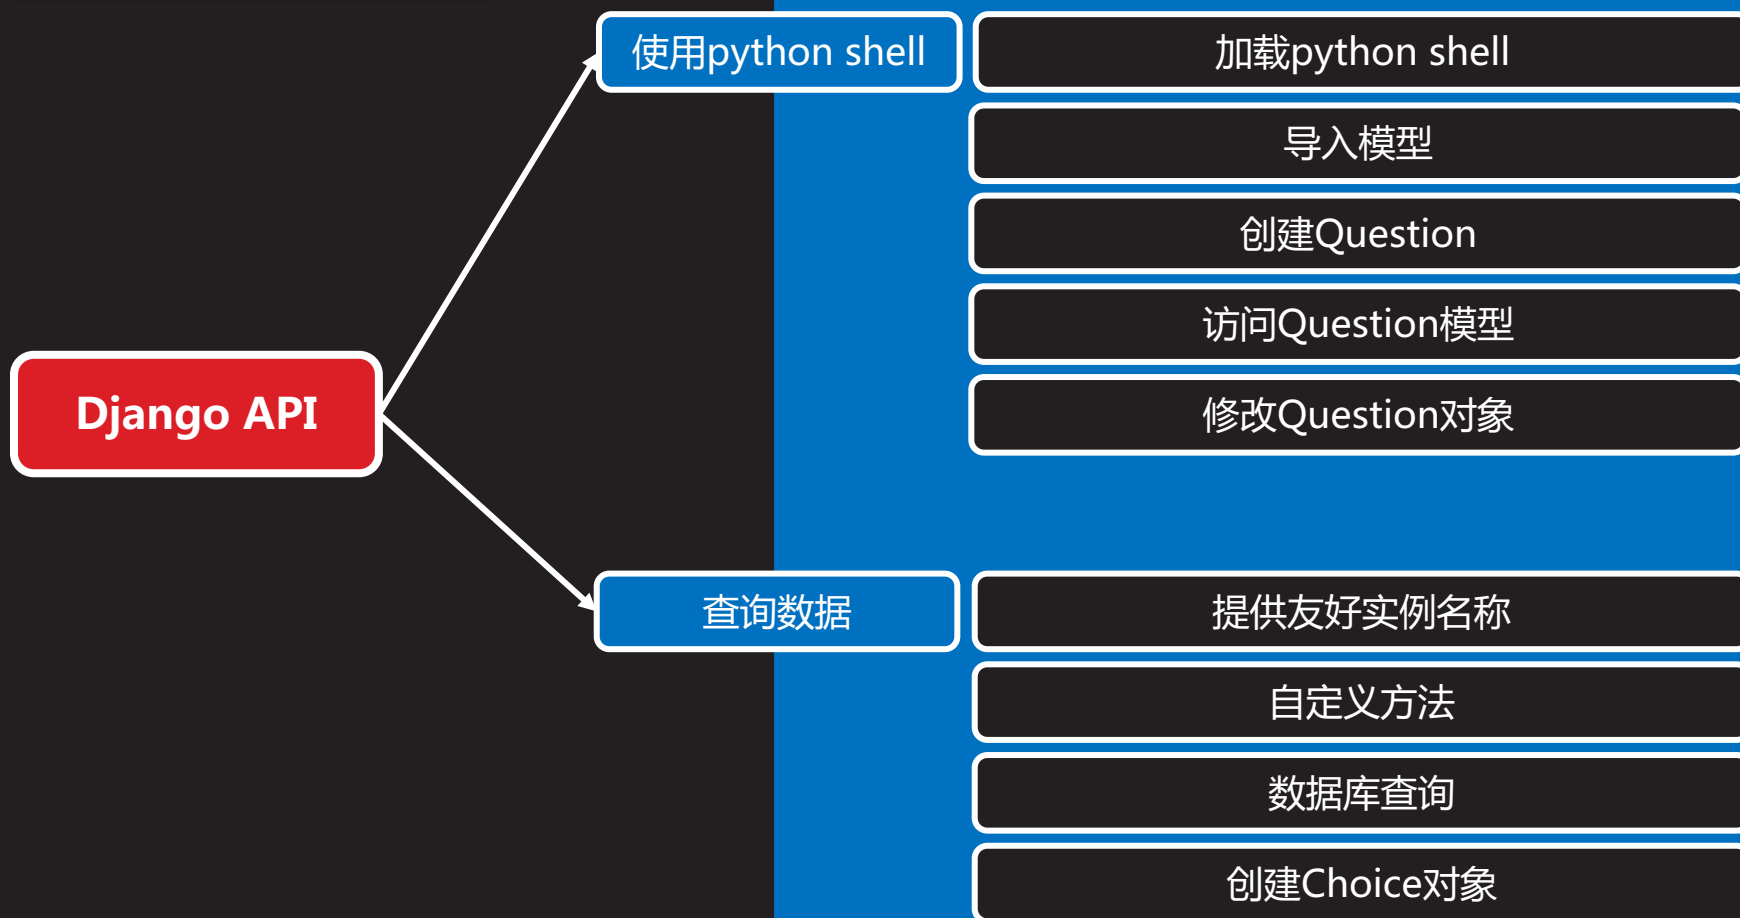 使用python shell
加载python shell
导入模型
创建Question
访问Question模型
修改Question对象
Django API
查询数据
提供友好实例名称
自定义方法
数据库查询
创建Choice对象